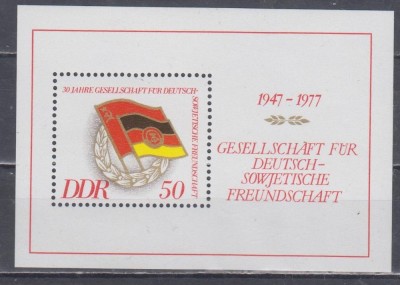 30 JAHRE GESELLSCHAFT FÜR DEUTSCH-
SOWJETISCHE FREUNDSCHAFT
DDR 50
1947-1977
GESELLSCHAFT FÜR
DEUTSCH-
SOWJETISCHE
FREUNDSCHAFT